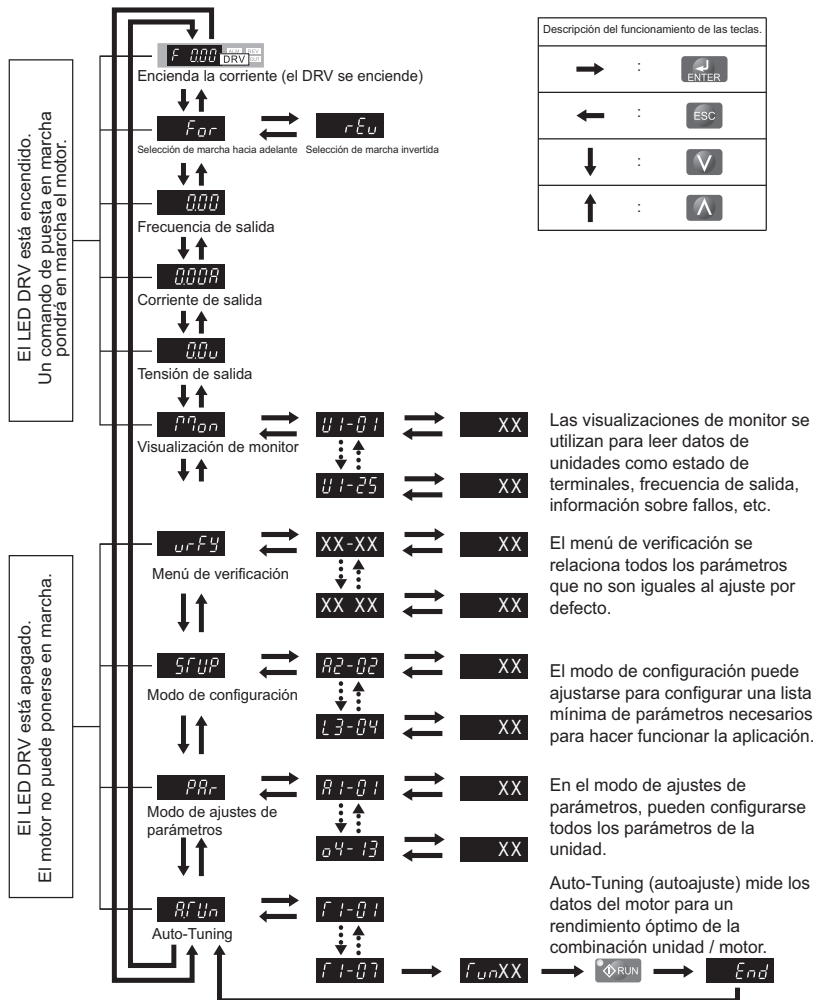 Descripción del funcionamiento de las teclas.
: ENTER
: ESC
:
:
El LED DRV está encendido.
Un comando de puesta en marcha
pondrá en marcha el motor.
F 0.00 ALM REV
DRV OUT
Encienda la corriente (el DRV se enciende)
For rEv
Selección de marcha hacia adelante Selección de marcha invertida
0.00
Frecuencia de salida
0.00A
Corriente de salida
0.0v
Tensión de salida
Mon U1-01 XX
Visualización de monitor
U1-25 XX
Las visualizaciones de monitor se
utilizan para leer datos de
unidades como estado de
terminales, frecuencia de salida,
información sobre fallos, etc.
El LED DRV está apagado.
El motor no puede ponerse en marcha.
vrFY XX-XX XX
Menú de verificación
XX XX XX
El menú de verificación se
relaciona todos los parámetros
que no son iguales al ajuste por
defecto.
STUP A2-02 XX
Modo de configuración
L3-04 XX
El modo de configuración puede
ajustarse para configurar una lista
mínima de parámetros necesarios
para hacer funcionar la aplicación.
PAr A1-01 XX
Modo de ajustes de
parámetros
o4-13 XX
En el modo de ajustes de
parámetros, pueden configurarse
todos los parámetros de la
unidad.
A.TUn T1-01
Auto-Tuning
T1-07 TunXX RUN End
Auto-Tuning (autoajuste) mide los
datos del motor para un
rendimiento óptimo de la
combinación unidad / motor.